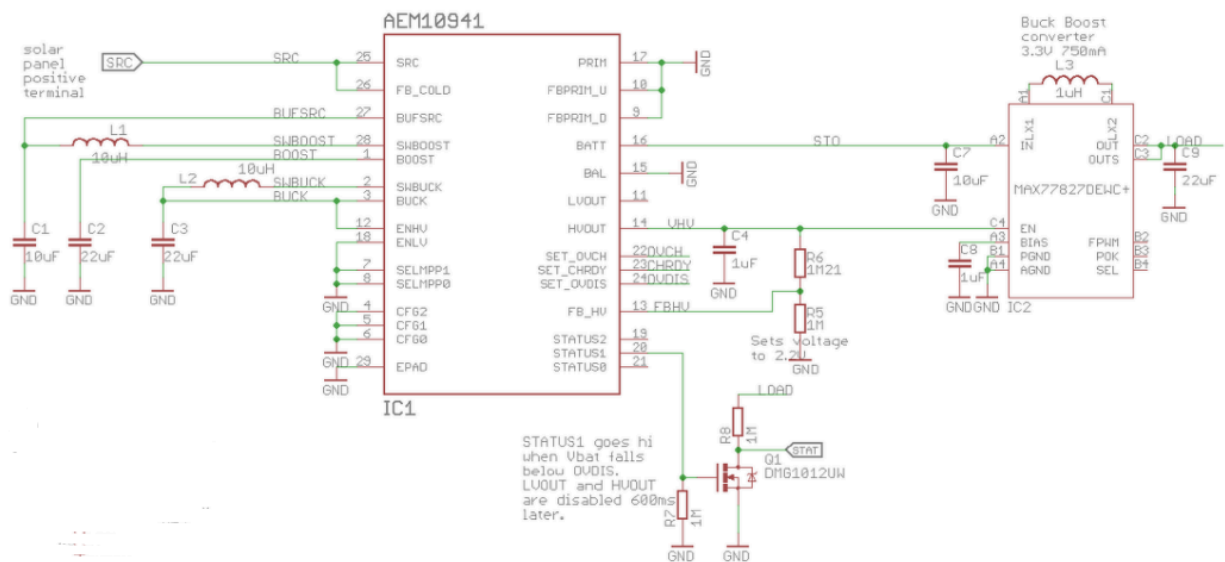 AEM10941
solar
panel
positive
terminal
SRC
SRC
25
SRC
26
FB_COLD
BUFSRC
27
BUFSRC
L1
10uH
SWBOOST
28
SWBOOST
BOOST
1
BOOST
L2
10uH
SWBUCK
2
SWBUCK
BUCK
3
BUCK
12
ENHV
18
ENLV
7
SELMPP1
8
SELMPP0
GND
4
CFG2
5
CFG1
6
CFG0
GND
29
EPAD
GND
C1
10uF
GND
C2
22uF
GND
C3
22uF
GND
IC1
PRIM
17
GND
FBPRIM_U
10
FBPRIM_D
9
BATT
16
STO
BAL
15
GND
LVOUT
11
HVOUT
14
VHV
SET_OVCH
22
OVCH
SET_CHRDY
23
CHRDY
SET_OVDIS
24
OVDIS
FB_HV
13
FBHV
STATUS2
19
STATUS1
20
STATUS0
21
C4
1uF
GND
R6
1M21
R5
1M
Sets voltage
to 2.2V
GND
STATUS1 goes hi
when Vbat falls
below OVDIS.
LVOUT and HVOUT
are disabled 600ms
later.
R7
1M
GND
LOAD
R8
1M
STAT
Q1
DMG1012UW
GND
Buck Boost
converter
3.3V 750mA
L3
1uH
A1
C1
LX1
LX2
A2
IN
OUT
C2
LOAD
OUTS
C3
C7
10uF
GND
C9
22uF
GND
MAX77827DEWC+
C4
EN
A3
BIAS
FPWM
B2
B1
PGND
POK
B3
A4
AGND
SEL
B4
C8
1uF
GND
GND
IC2